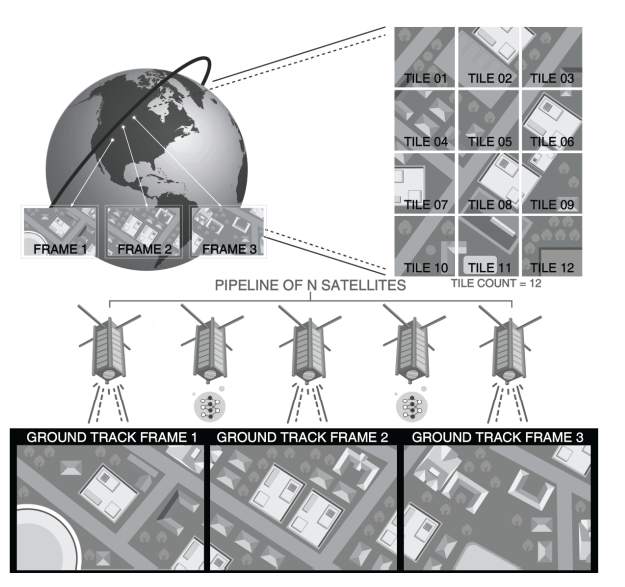 TILE 01 TILE 02 TILE 03
TILE 04 TILE 05 TILE 06
TILE 07 TILE 08 TILE 09
TILE 10 TILE 11 TILE 12
TILE COUNT = 12
FRAME 1 FRAME 2 FRAME 3
PIPELINE OF N SATELLITES
GROUND TRACK FRAME 1 GROUND TRACK FRAME 2 GROUND TRACK FRAME 3